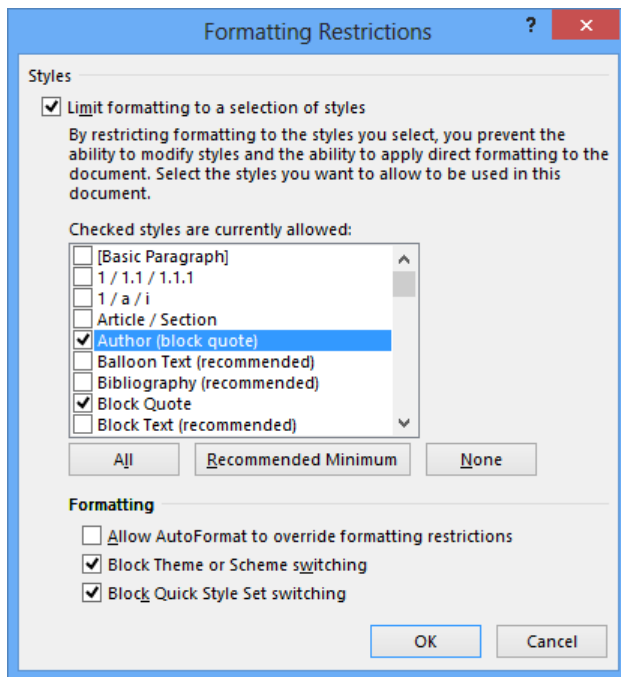 Formatting Restrictions ? ×
Styles
Limit formatting to a selection of styles
By restricting formatting to the styles you select, you prevent the
ability to modify styles and the ability to apply direct formatting to the
document. Select the styles you want to allow to be used in this
document.
Checked styles are currently allowed:
[Basic Paragraph]
1 / 1.1 / 1.1.1
1 / a / i
Article / Section
Author (block quote)
Balloon Text (recommended)
Bibliography (recommended)
Block Quote
Block Text (recommended)
All Recommended Minimum None
Formatting
Allow AutoFormat to override formatting restrictions
Block Theme or Scheme switching
Block Quick Style Set switching
OK Cancel